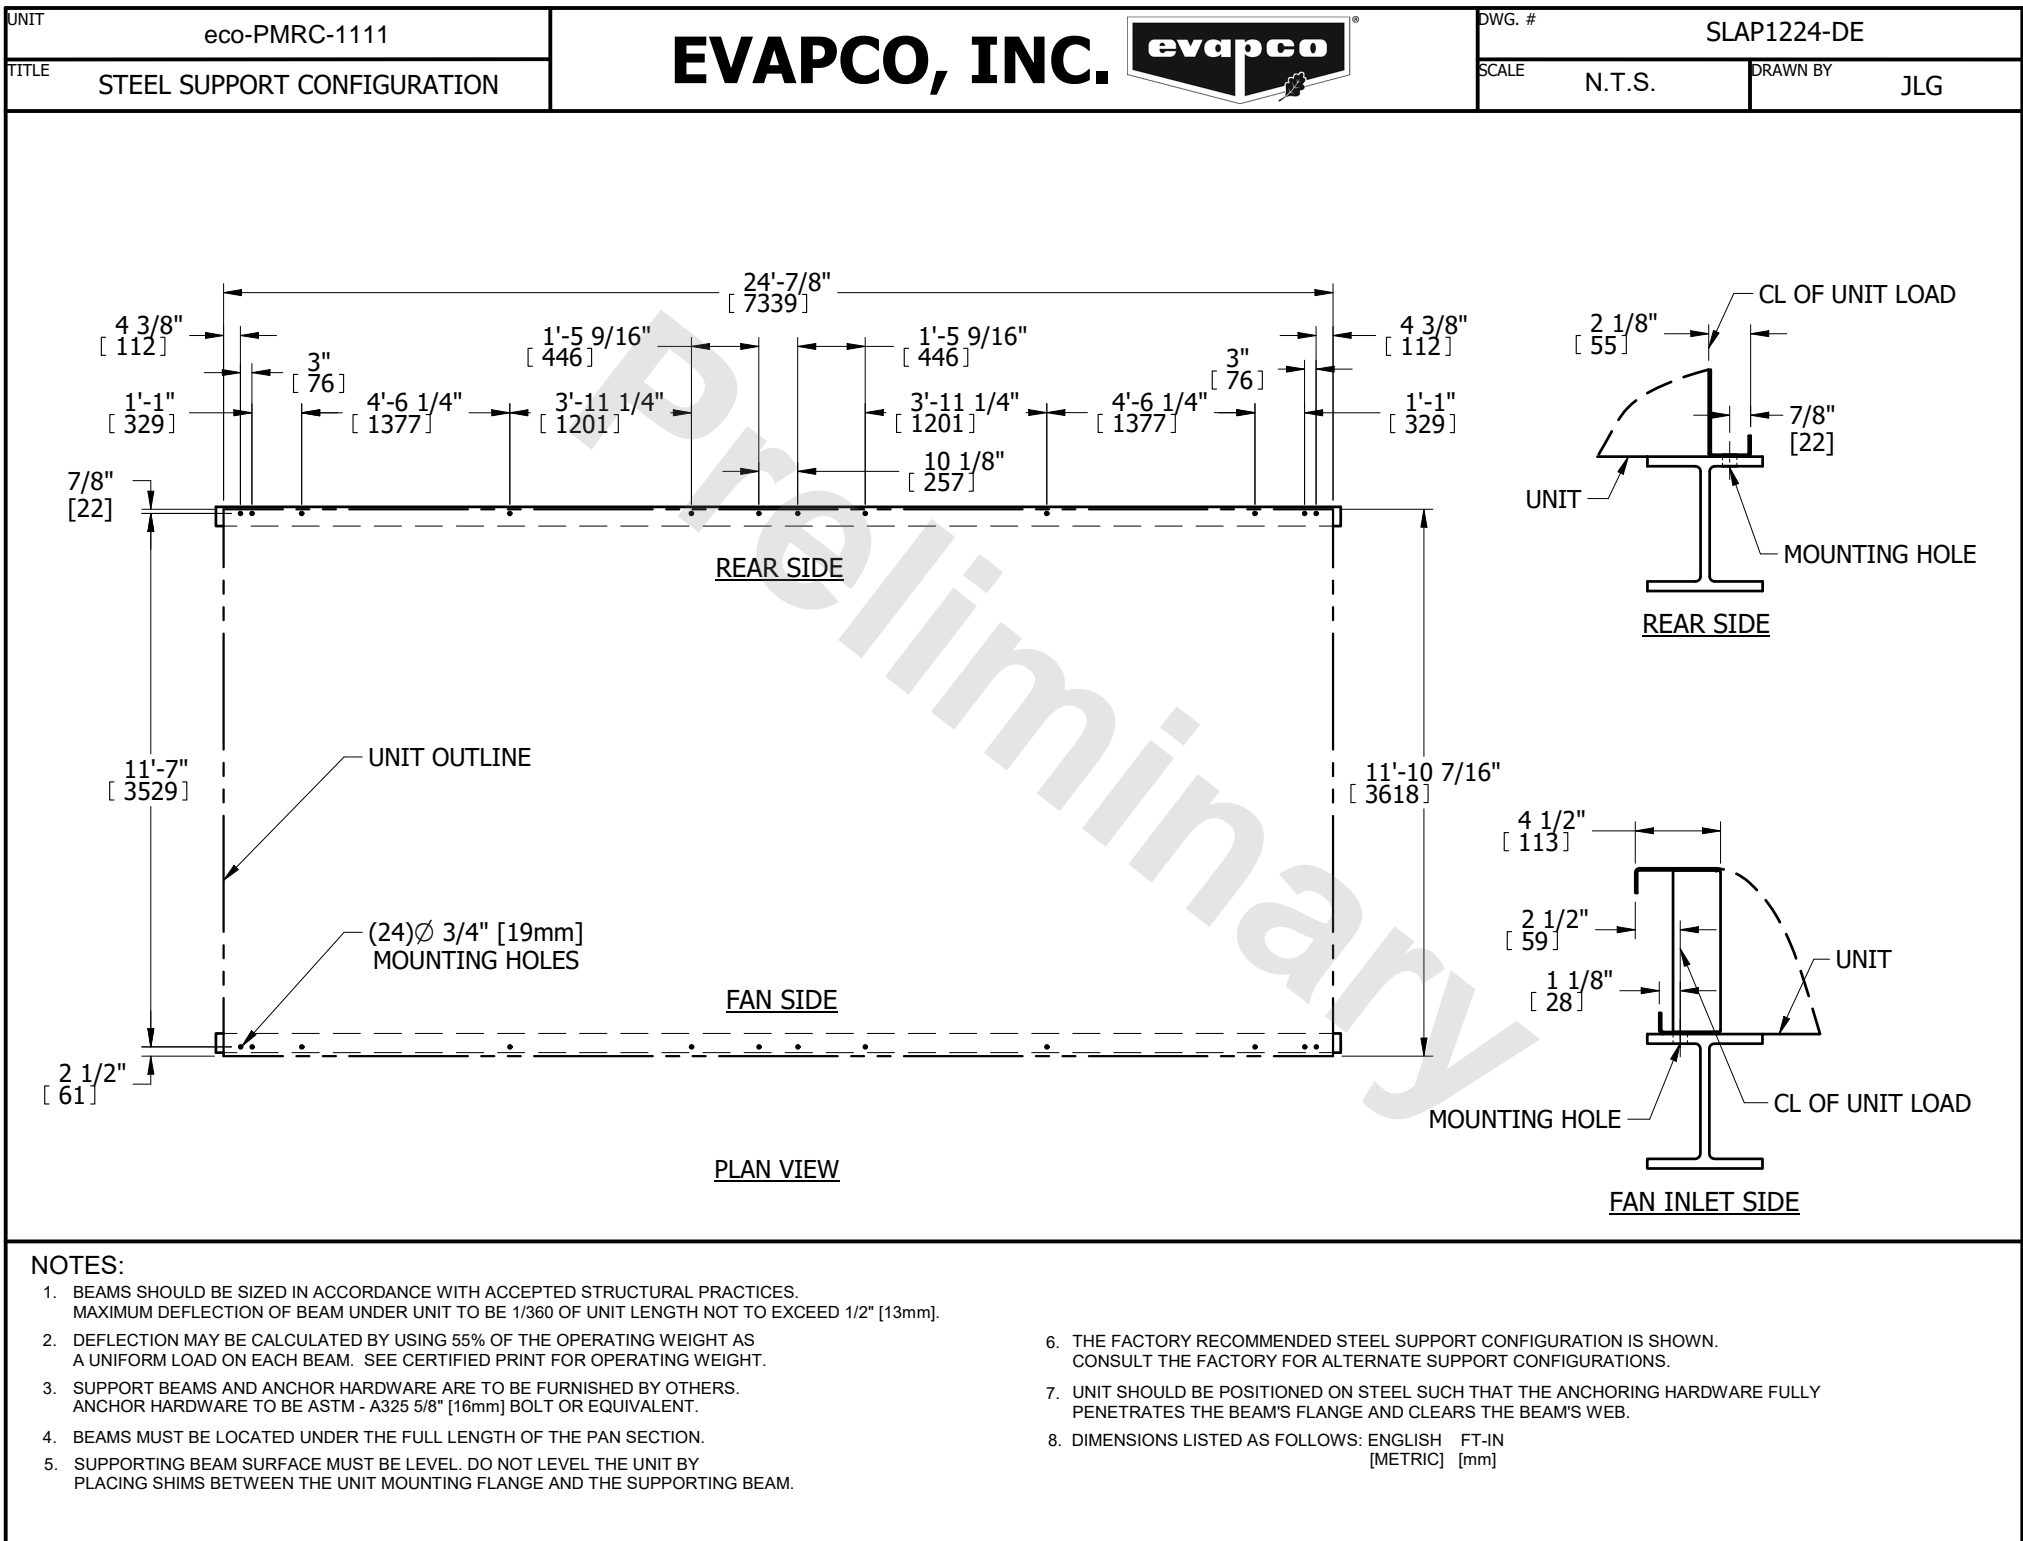 UNIT
eco-PMRC-1111
TITLE
STEEL SUPPORT CONFIGURATION
EVAPCO, INC.
evapco
®
DWG. #
SLAP1224-DE
SCALE
N.T.S.
DRAWN BY
JLG
24'-7/8"
[ 7339]
4 3/8"
[ 112]
3"
[ 76]
1'-1"
[ 329]
4'-6 1/4"
[ 1377]
1'-5 9/16"
[ 446]
3'-11 1/4"
[ 1201]
1'-5 9/16"
[ 446]
3'-11 1/4"
[ 1201]
10 1/8"
[ 257]
4'-6 1/4"
[ 1377]
3"
[ 76]
4 3/8"
[ 112]
1'-1"
[ 329]
7/8"
[22]
REAR SIDE
UNIT OUTLINE
11'-7"
[ 3529]
11'-10 7/16"
[ 3618]
(24)Ø 3/4" [19mm]
MOUNTING HOLES
FAN SIDE
2 1/2"
[ 61]
PLAN VIEW
Preliminary
CL OF UNIT LOAD
2 1/8"
[ 55]
7/8"
[22]
UNIT
MOUNTING HOLE
REAR SIDE
4 1/2"
[ 113]
2 1/2"
[ 59]
1 1/8"
[ 28]
UNIT
CL OF UNIT LOAD
MOUNTING HOLE
FAN INLET SIDE
NOTES:
1. BEAMS SHOULD BE SIZED IN ACCORDANCE WITH ACCEPTED STRUCTURAL PRACTICES.
MAXIMUM DEFLECTION OF BEAM UNDER UNIT TO BE 1/360 OF UNIT LENGTH NOT TO EXCEED 1/2" [13mm].
2. DEFLECTION MAY BE CALCULATED BY USING 55% OF THE OPERATING WEIGHT AS
A UNIFORM LOAD ON EACH BEAM. SEE CERTIFIED PRINT FOR OPERATING WEIGHT.
3. SUPPORT BEAMS AND ANCHOR HARDWARE ARE TO BE FURNISHED BY OTHERS.
ANCHOR HARDWARE TO BE ASTM - A325 5/8" [16mm] BOLT OR EQUIVALENT.
4. BEAMS MUST BE LOCATED UNDER THE FULL LENGTH OF THE PAN SECTION.
5. SUPPORTING BEAM SURFACE MUST BE LEVEL. DO NOT LEVEL THE UNIT BY
PLACING SHIMS BETWEEN THE UNIT MOUNTING FLANGE AND THE SUPPORTING BEAM.
6. THE FACTORY RECOMMENDED STEEL SUPPORT CONFIGURATION IS SHOWN.
CONSULT THE FACTORY FOR ALTERNATE SUPPORT CONFIGURATIONS.
7. UNIT SHOULD BE POSITIONED ON STEEL SUCH THAT THE ANCHORING HARDWARE FULLY
PENETRATES THE BEAM'S FLANGE AND CLEARS THE BEAM'S WEB.
8. DIMENSIONS LISTED AS FOLLOWS: ENGLISH FT-IN
[METRIC] [mm]